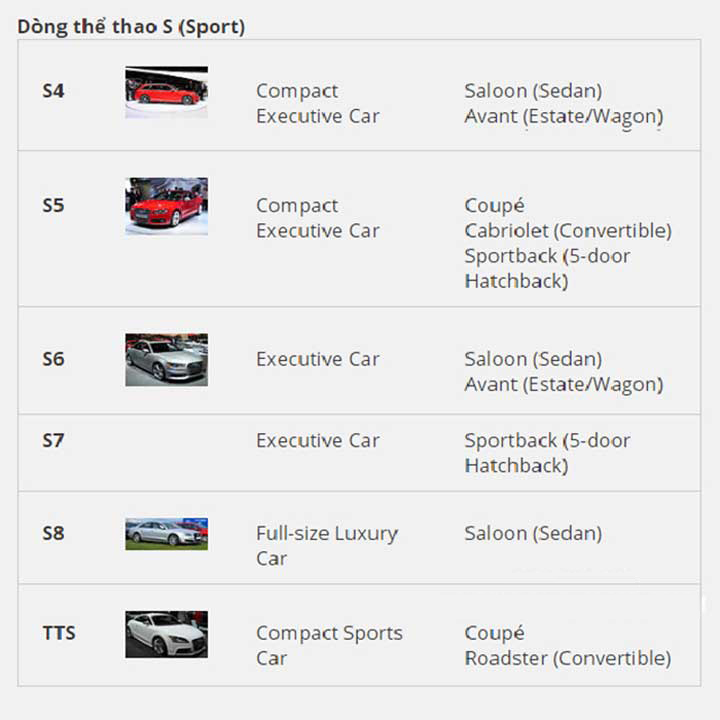 Dòng thể thao S (Sport)
S4
Compact
Executive Car
Saloon (Sedan)
Avant (Estate/Wagon)
S5
Compact
Executive Car
Coupé
Cabriolet (Convertible)
Sportback (5-door
Hatchback)
S6
Executive Car
Saloon (Sedan)
Avant (Estate/Wagon)
S7
Executive Car
Sportback (5-door
Hatchback)
S8
Full-size Luxury
Car
Saloon (Sedan)
TTS
Compact Sports
Car
Coupé
Roadster (Convertible)